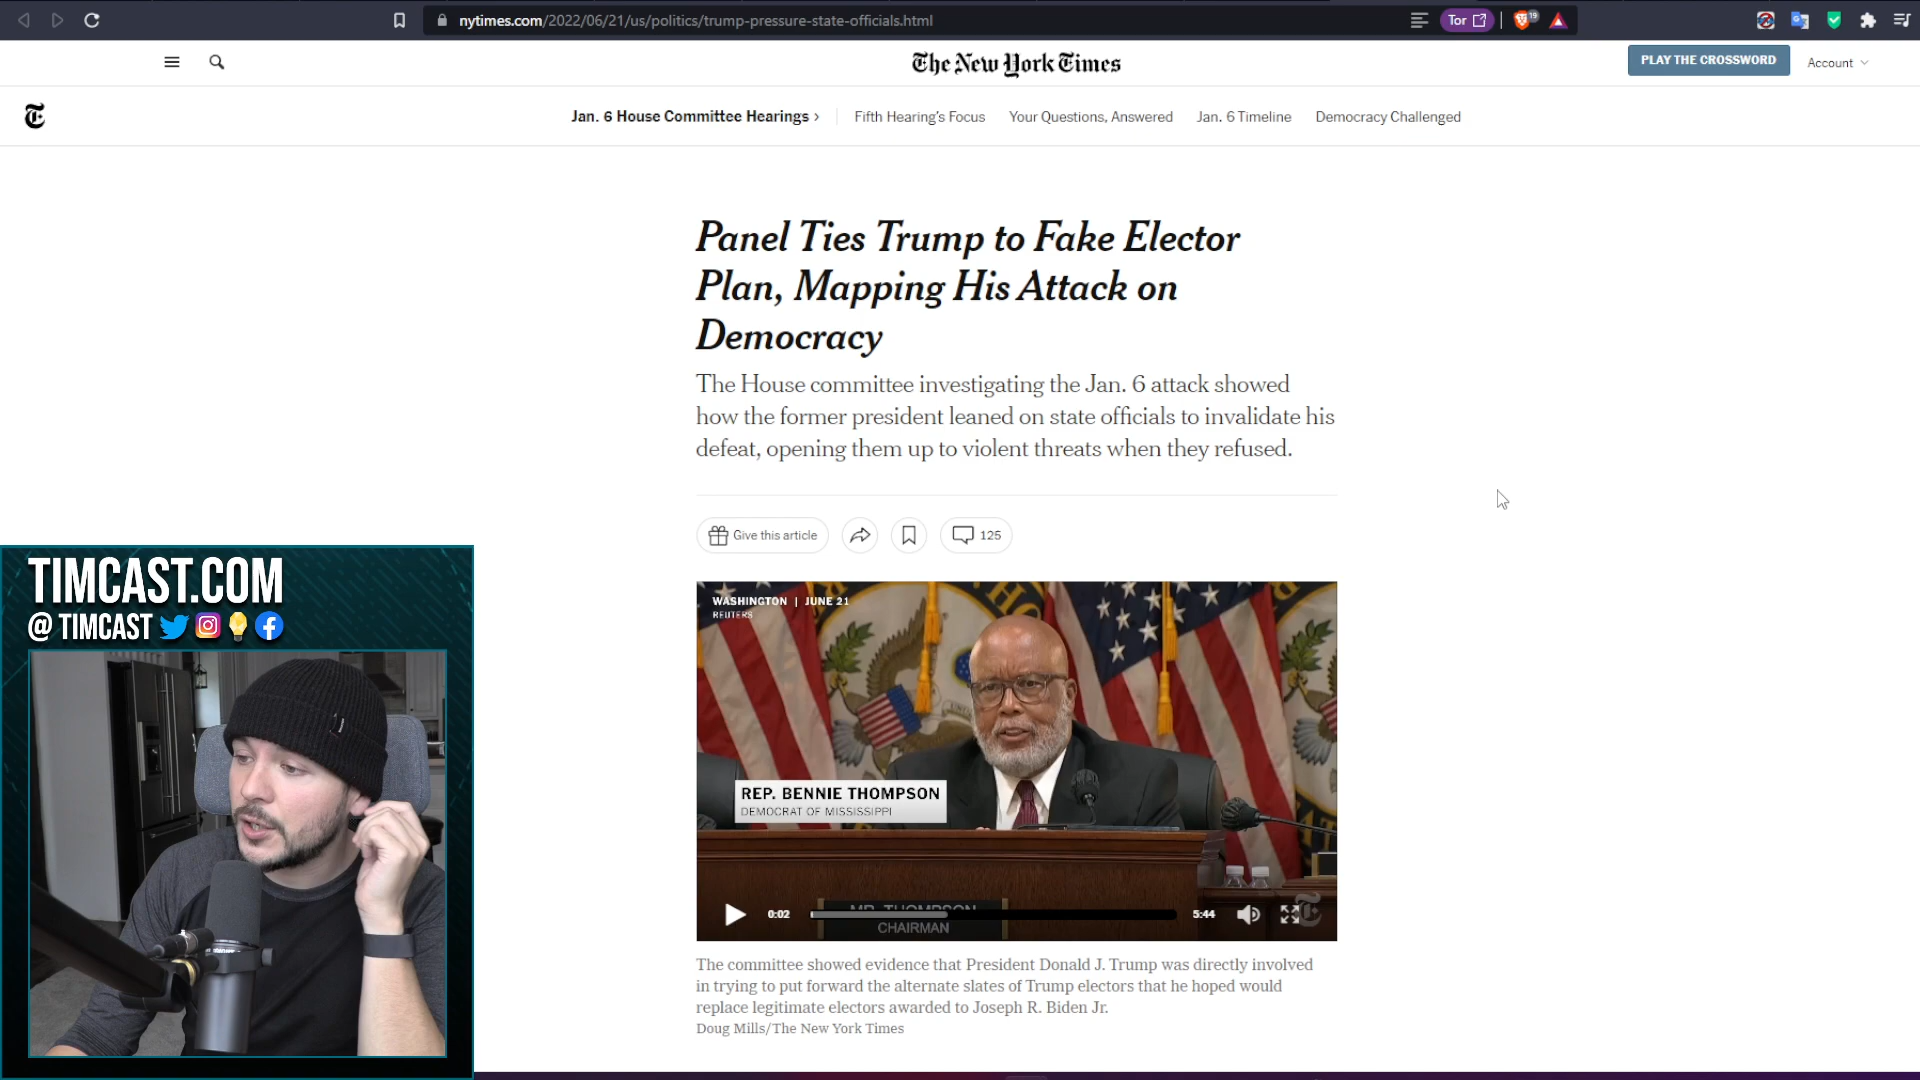 nytimes.com/2022/06/21/us/politics/trump-pressure-state-officials.html
Tor
19
The New York Times
PLAY THE CROSSWORD
Account
Jan. 6 House Committee Hearings ›
Fifth Hearing's Focus
Your Questions, Answered
Jan. 6 Timeline
Democracy Challenged
Panel Ties Trump to Fake Elector
Plan, Mapping His Attack on
Democracy
The House committee investigating the Jan. 6 attack showed
how the former president leaned on state officials to invalidate his
defeat, opening them up to violent threats when they refused.
Give this article
125
WASHINGTON | JUNE 21
REUTERS
REP. BENNIE THOMPSON
DEMOCRAT OF MISSISSIPPI
0:02
MR. THOMPSON
5:44
CHAIRMAN
The committee showed evidence that President Donald J. Trump was directly involved
in trying to put forward the alternate slates of Trump electors that he hoped would
replace legitimate electors awarded to Joseph R. Biden Jr.
Doug Mills/The New York Times
TIMCAST.COM
@ TIMCAST